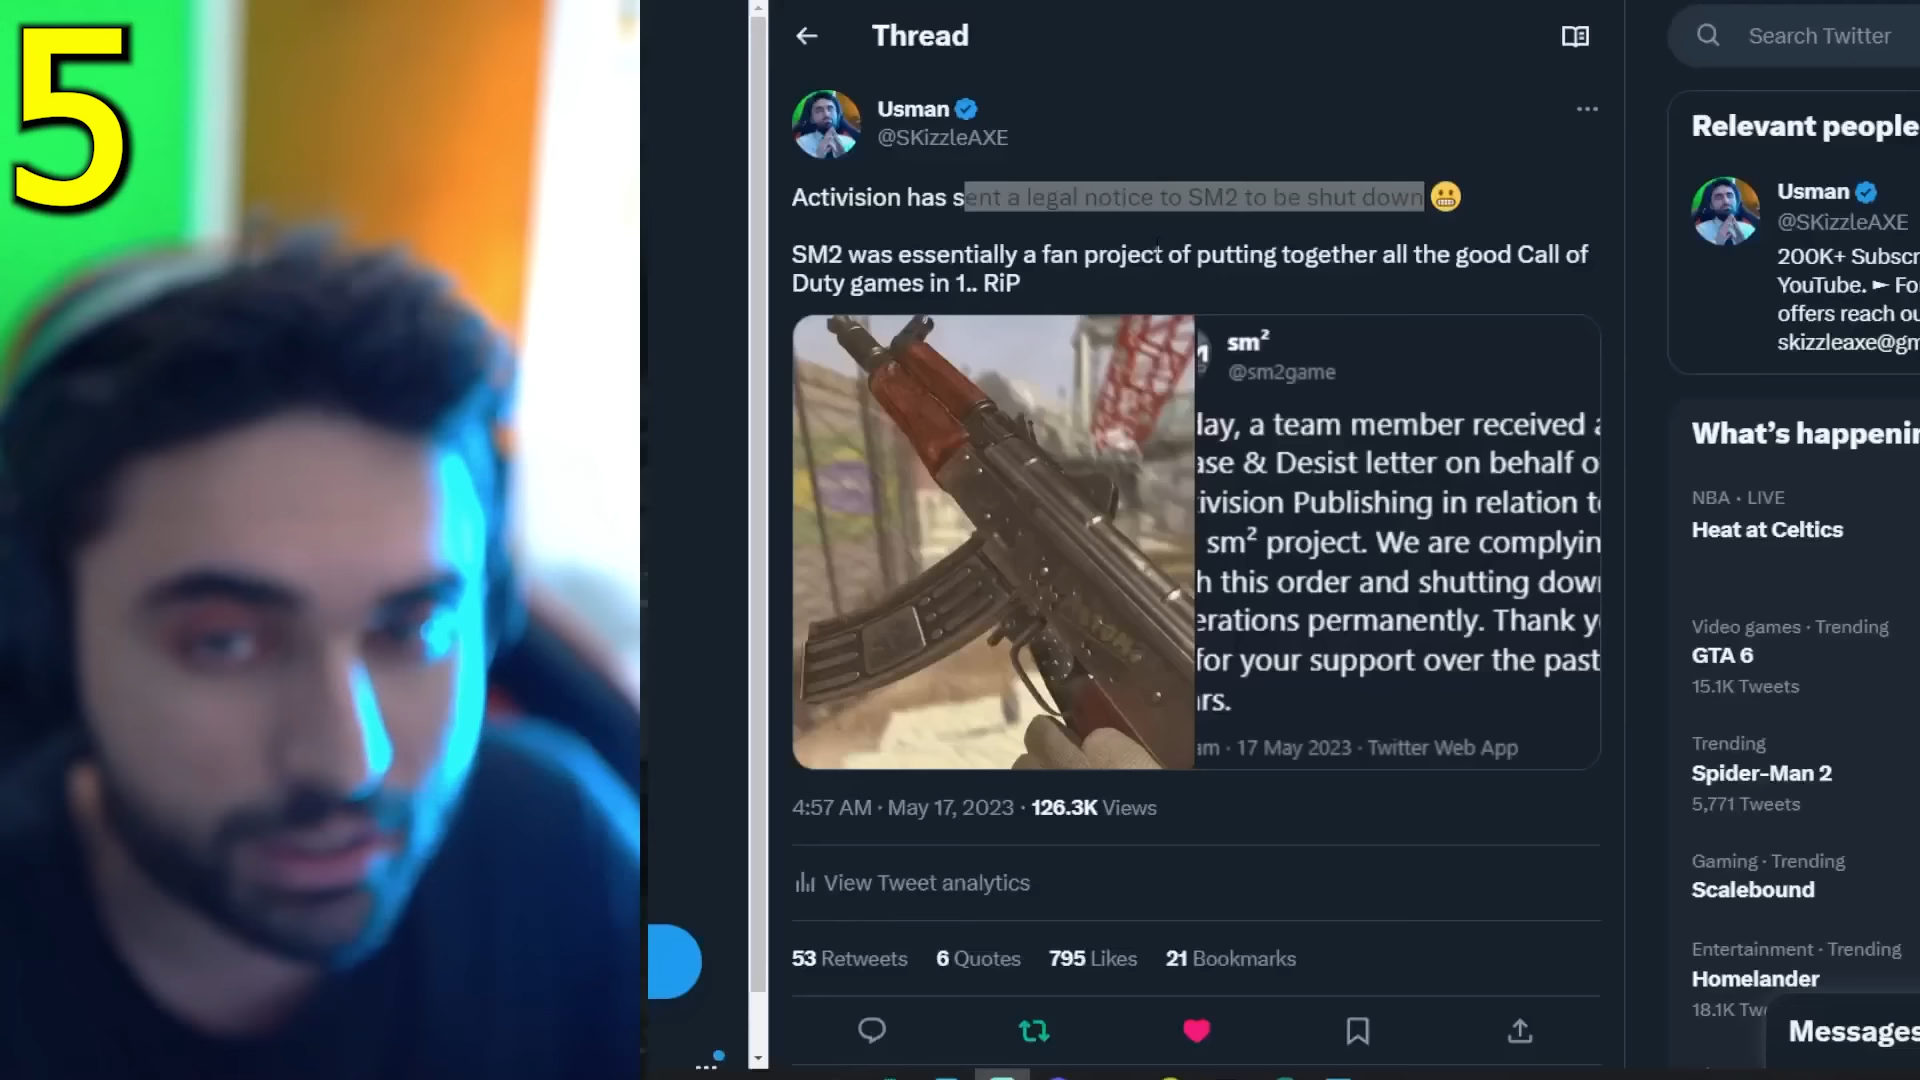 5
Thread
Search Twitter
Usman
@SKizzleAXE
Activision has sent a legal notice to SM2 to be shut down
SM2 was essentially a fan project of putting together all the good Call of
Duty games in 1.. RiP
sm²
@sm2game
day, a team member received a
ase & Desist letter on behalf o
ivision Publishing in relation t
sm² project. We are complyin
h this order and shutting dow
erations permanently. Thank y
for your support over the past
rs.
am · 17 May 2023 · Twitter Web App
4:57 AM · May 17, 2023 · 126.3K Views
View Tweet analytics
53 Retweets 6 Quotes 795 Likes 21 Bookmarks
Relevant people
Usman
@SKizzleAXE
200K+ Subscr
YouTube. ► Fo
offers reach ou
skizzleaxe@gm
What's happenin
NBA · LIVE
Heat at Celtics
Video games · Trending
GTA 6
15.1K Tweets
Trending
Spider-Man 2
5,771 Tweets
Gaming · Trending
Scalebound
Entertainment · Trending
Homelander
18.1K Tw
Messages